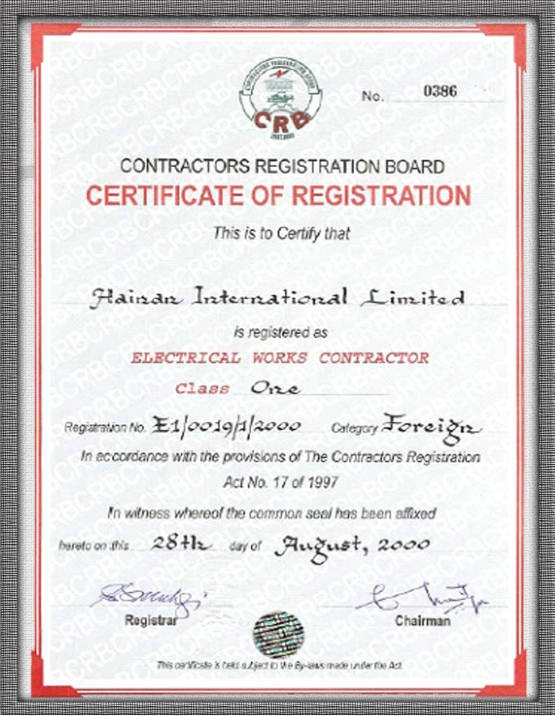 CONTRACTORS REGISTRATION BOARD
CRB
No. 0386
CONTRACTORS REGISTRATION BOARD
CERTIFICATE OF REGISTRATION
This is to Certify that
Hainan International Limited
is registered as
ELECTRICAL WORKS CONTRACTOR
Class One
Registration No. E1/0019/1/2000 Category Foreign
In accordance with the provisions of The Contractors Registration
Act No. 17 of 1997
In witness whereof the common seal has been affixed
hereto on this 28th day of August, 2000
Registrar
Chairman
This certificate is held subject to the By-laws made under the Act